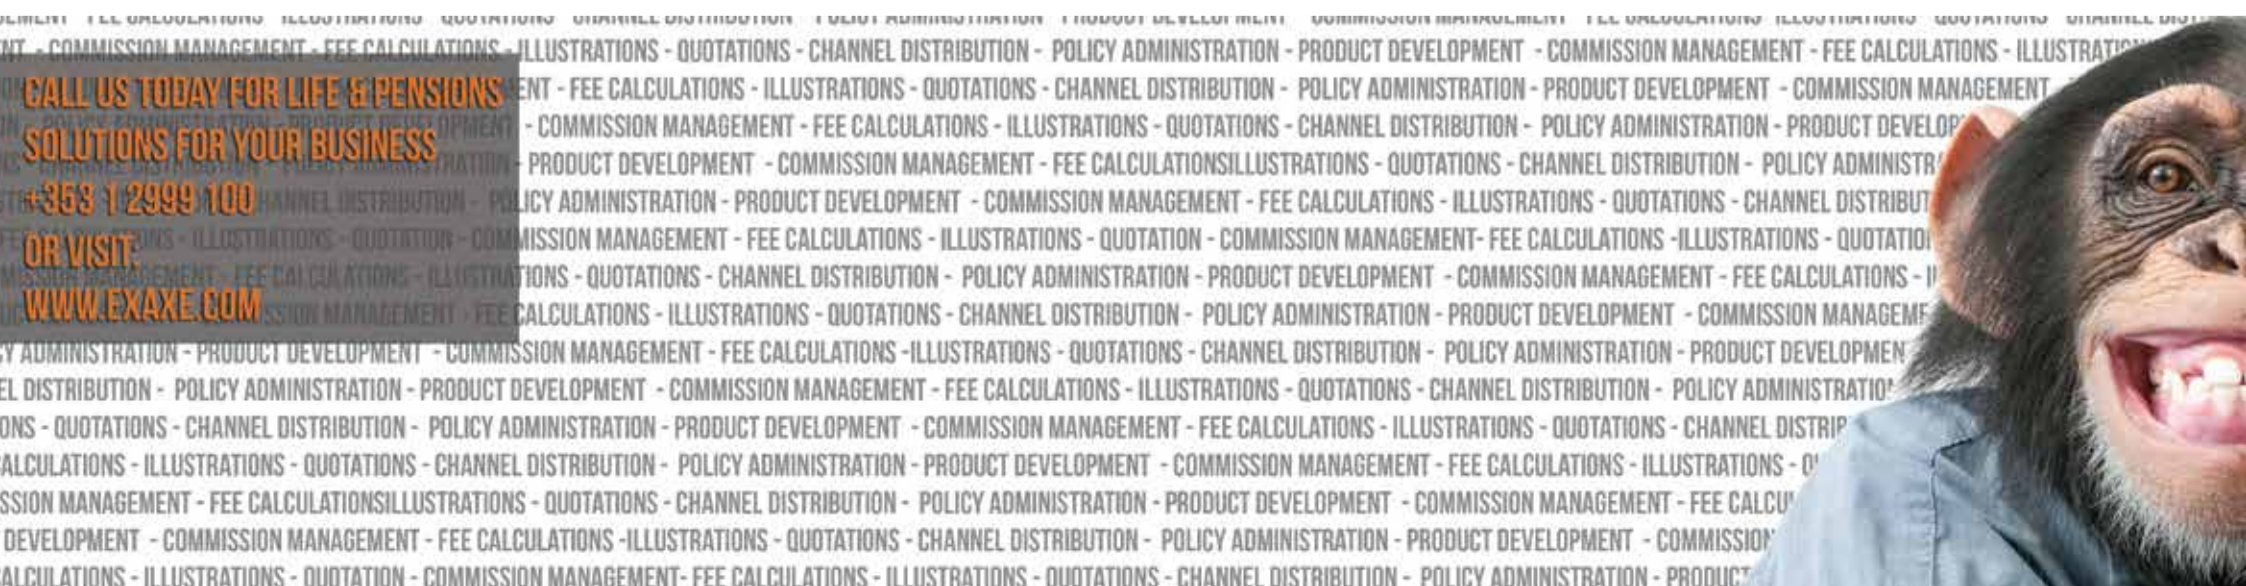 CALL US TODAY FOR LIFE & PENSIONS
SOLUTIONS FOR YOUR BUSINESS
+353 1 2999 100
OR VISIT:
WWW.EXAXE.COM
COMMISSION MANAGEMENT - FEE CALCULATIONS - ILLUSTRATIONS - QUOTATIONS - CHANNEL DISTRIBUTION - POLICY ADMINISTRATION - PRODUCT DEVELOPMENT - COMMISSION MANAGEMENT - FEE CALCULATIONS -
- FEE CALCULATIONS - ILLUSTRATIONS - QUOTATIONS - CHANNEL DISTRIBUTION - POLICY ADMINISTRATION - PRODUCT DEVELOPMENT - COMMISSION MANAGEMENT
- COMMISSION MANAGEMENT - FEE CALCULATIONS - ILLUSTRATIONS - QUOTATIONS - CHANNEL DISTRIBUTION - POLICY ADMINISTRATION - PRODUCT
- PRODUCT DEVELOPMENT - COMMISSION MANAGEMENT - FEE CALCULATIONSILLUSTRATIONS - QUOTATIONS - CHANNEL DISTRIBUTION - POLICY
POLICY ADMINISTRATION - PRODUCT DEVELOPMENT - COMMISSION MANAGEMENT - FEE CALCULATIONS - ILLUSTRATIONS - QUOTATIONS - CHANNEL
COMMISSION MANAGEMENT - FEE CALCULATIONS - ILLUSTRATIONS - QUOTATION - COMMISSION MANAGEMENT- FEE CALCULATIONS -ILLUSTRATIONS -
MANAGEMENT - FEE CALCULATIONS - ILLUSTRATIONS - QUOTATIONS - CHANNEL DISTRIBUTION - POLICY ADMINISTRATION - PRODUCT DEVELOPMENT - COMMISSION MANAGEMENT - FEE CALCULATIONS -
MANAGEMENT - FEE CALCULATIONS - ILLUSTRATIONS - QUOTATIONS - CHANNEL DISTRIBUTION - POLICY ADMINISTRATION - PRODUCT DEVELOPMENT - COMMISSION
ADMINISTRATION - PRODUCT DEVELOPMENT - COMMISSION MANAGEMENT - FEE CALCULATIONS -ILLUSTRATIONS - QUOTATIONS - CHANNEL DISTRIBUTION - POLICY ADMINISTRATION - PRODUCT
DISTRIBUTION - POLICY ADMINISTRATION - PRODUCT DEVELOPMENT - COMMISSION MANAGEMENT - FEE CALCULATIONS - ILLUSTRATIONS - QUOTATIONS - CHANNEL DISTRIBUTION - POLICY
- QUOTATIONS - CHANNEL DISTRIBUTION - POLICY ADMINISTRATION - PRODUCT DEVELOPMENT - COMMISSION MANAGEMENT - FEE CALCULATIONS - ILLUSTRATIONS - QUOTATIONS - CHANNEL
- ILLUSTRATIONS - QUOTATIONS - CHANNEL DISTRIBUTION - POLICY ADMINISTRATION - PRODUCT DEVELOPMENT - COMMISSION MANAGEMENT - FEE CALCULATIONS - ILLUSTRATIONS -
MANAGEMENT - FEE CALCULATIONSILLUSTRATIONS - QUOTATIONS - CHANNEL DISTRIBUTION - POLICY ADMINISTRATION - PRODUCT DEVELOPMENT - COMMISSION MANAGEMENT - FEE
DEVELOPMENT - COMMISSION MANAGEMENT - FEE CALCULATIONS -ILLUSTRATIONS - QUOTATIONS - CHANNEL DISTRIBUTION - POLICY ADMINISTRATION - PRODUCT DEVELOPMENT - COMMISSION
- ILLUSTRATIONS - QUOTATION - COMMISSION MANAGEMENT- FEE CALCULATIONS - ILLUSTRATIONS - QUOTATIONS - CHANNEL DISTRIBUTION - POLICY ADMINISTRATION - PRODUCT